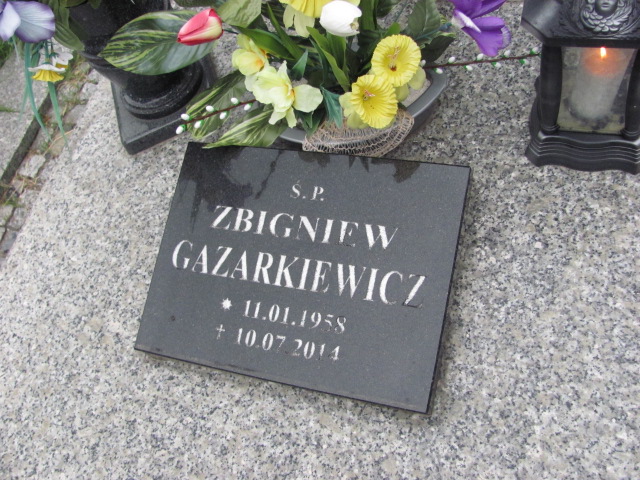 Ś.P.
ZBIGNIEW
GAZARKIEWICZ
* 11.01.1958
† 10.07.2014